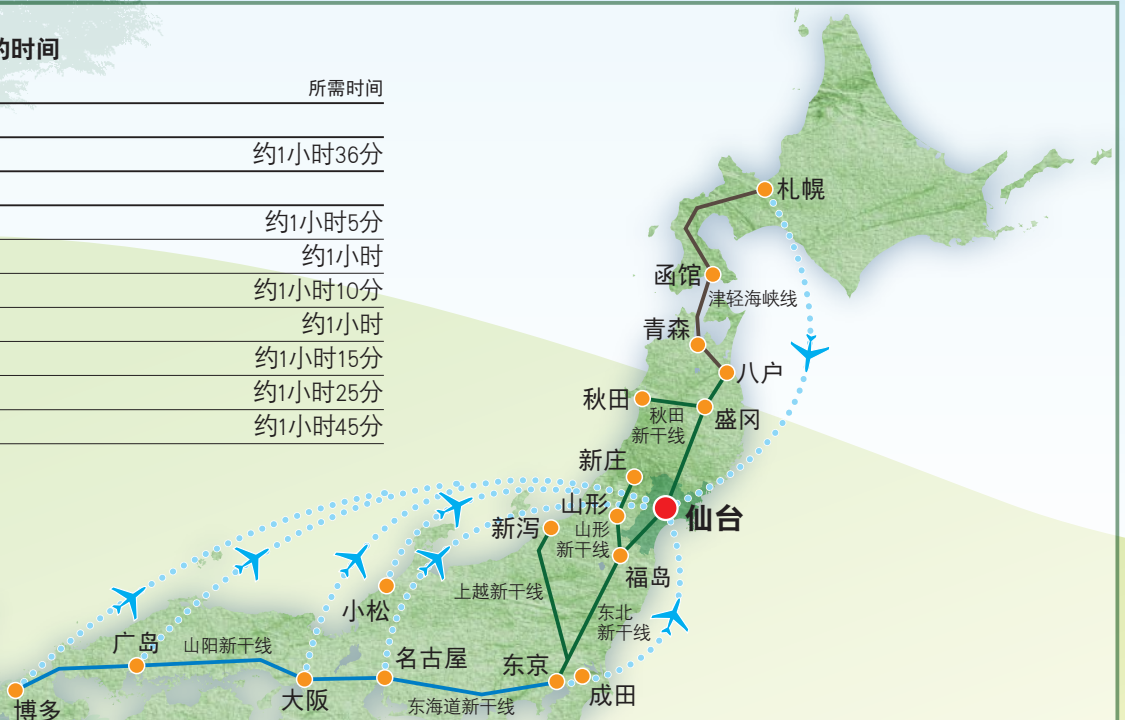 的时间
所需时间
约1小时36分
约1小时5分
约1小时
约1小时10分
约1小时
约1小时15分
约1小时25分
约1小时45分
札幌
函馆
津轻海峡线
青森
八户
秋田
秋田
新干线
盛冈
新庄
山形
山形
新干线
仙台
新泻
福岛
上越新干线
东北
新干线
小松
广岛
山阳新干线
名古屋
东京
成田
大阪
东海道新干线
博多